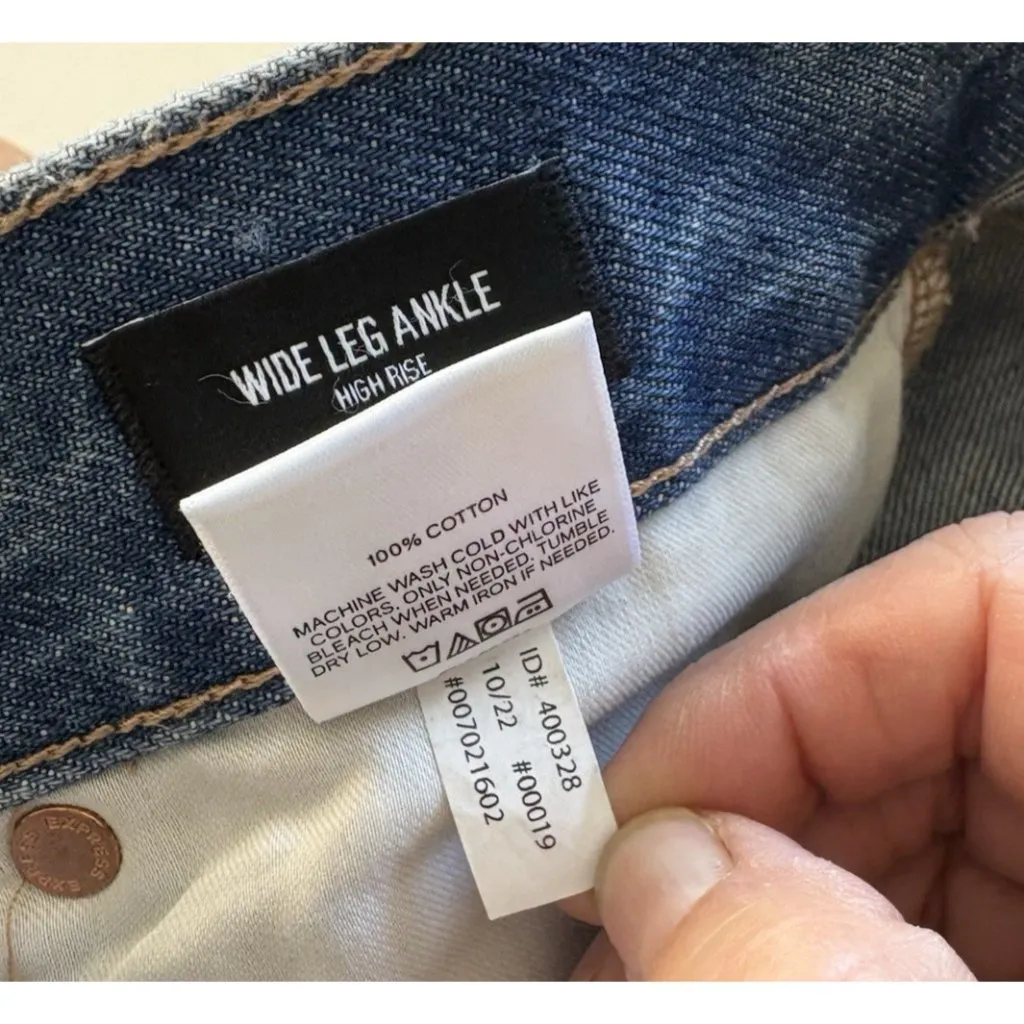 WIDE LEG ANKLE
HIGH RISE
100% COTTON
MACHINE WASH COLD WITH LIKE
COLORS, ONLY NON-CHLORINE
BLEACH WHEN NEEDED. TUMBLE
DRY LOW. WARM IRON IF NEEDED.
ID# 400328
10/22 #00019
#007021602
EXPRESS EXPRESS